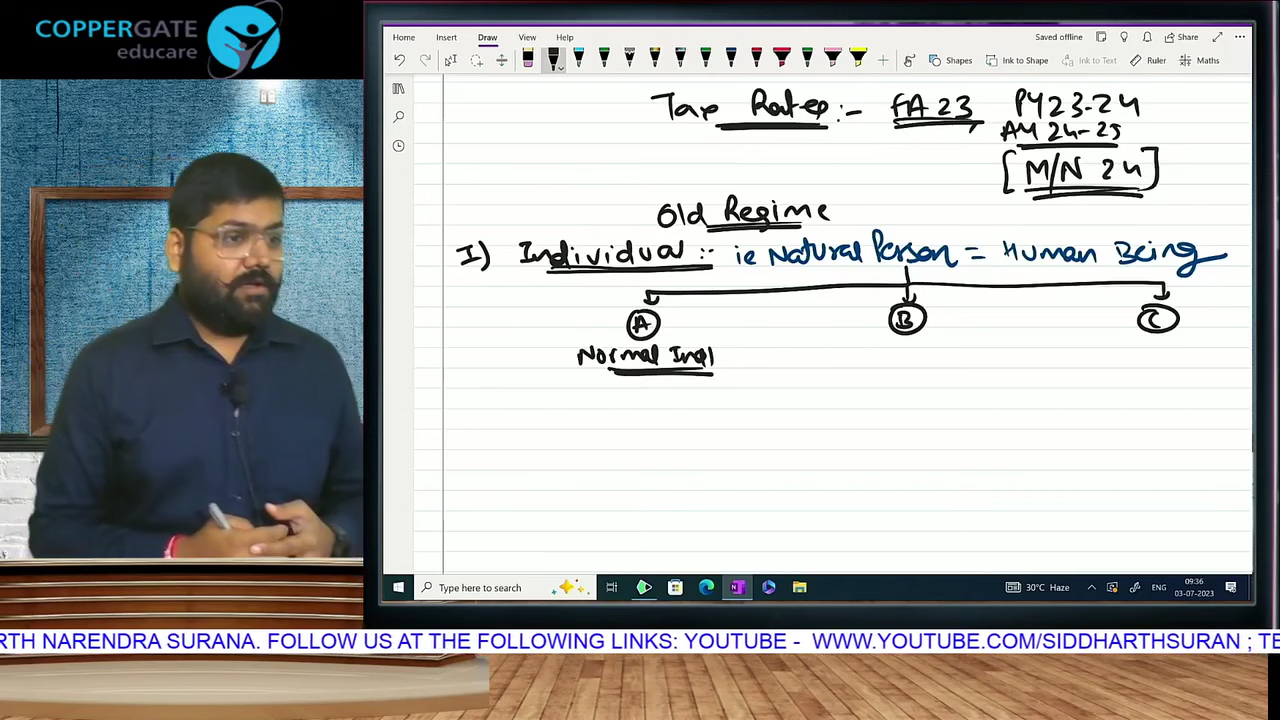 COPPERGATE
educare
Home Insert Draw View Help
Saved offline
Share
Shapes
Ink to Shape
Ink to Text
Ruler
Maths
Tax Rates :- FA 23 PY 23-24
AY 24-25
[M/N 24]
Old Regime
I) Individual :- ie Natural Person = Human Being
A B C
Normal Indl
Type here to search
30°C Haze
ENG
09:36
03-07-2023
RTH NARENDRA SURANA. FOLLOW US AT THE FOLLOWING LINKS: YOUTUBE - WWW.YOUTUBE.COM/SIDDHARTHSURAN ; TE